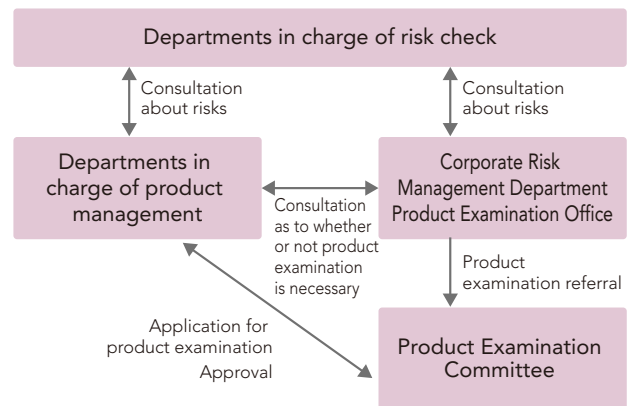 Departments in charge of risk check
Consultation
about risks
Consultation
about risks
Departments in
charge of product
management
Corporate Risk
Management Department
Product Examination Office
Consultation
as to whether
or not product
examination
is necessary
Product
examination referral
Application for
product examination
Approval
Product Examination
Committee